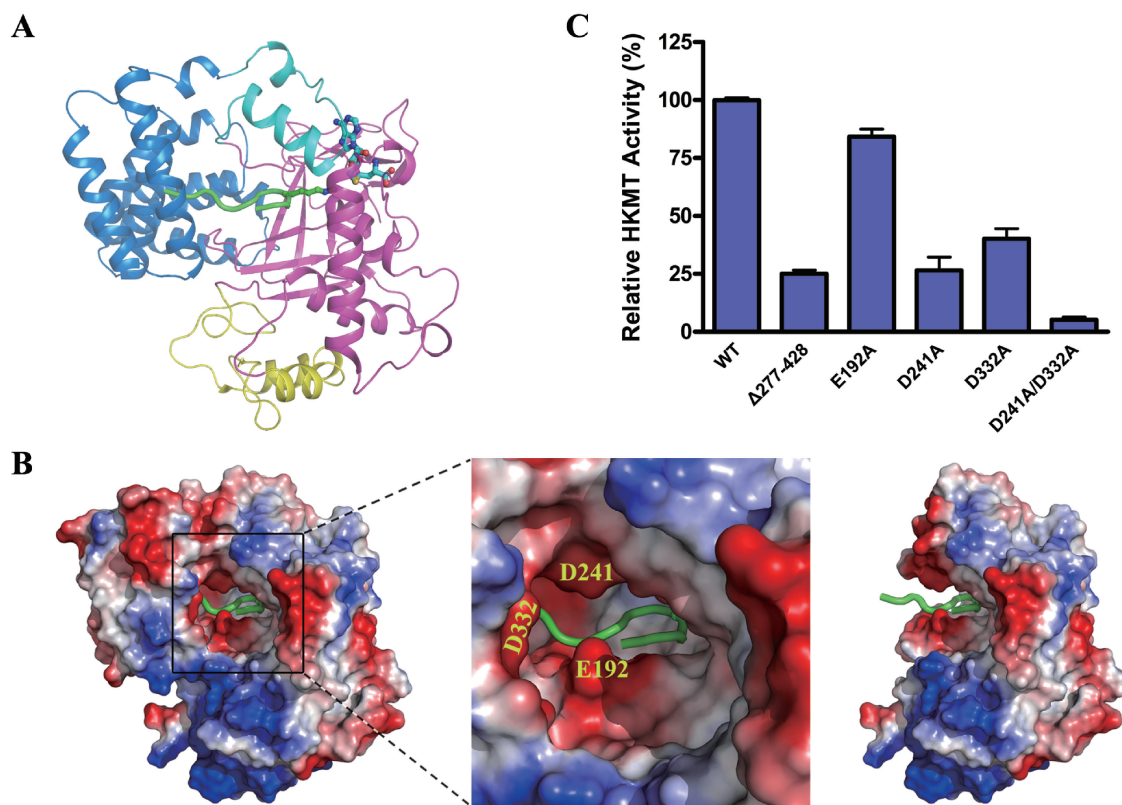 A
C
Relative HKMT Activity (%)
125
100
75
50
25
0
WT
Δ277-428
E192A
D241A
D332A
D241A/D332A
B
D241
D332
E192